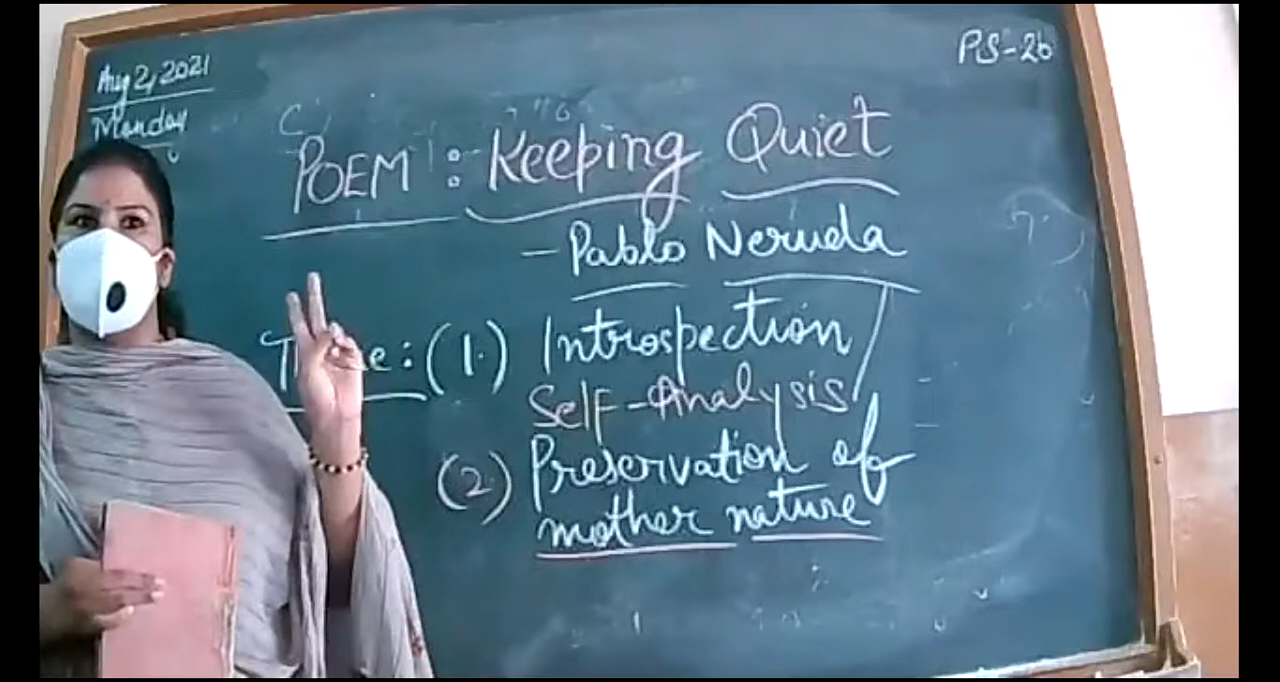 Aug 2, 2021
Monday
PS-26
POEM : Keeping Quiet
- Pablo Neruda
(1.) Introspection
Self-Analysis
(2.) Preservation of
mother nature